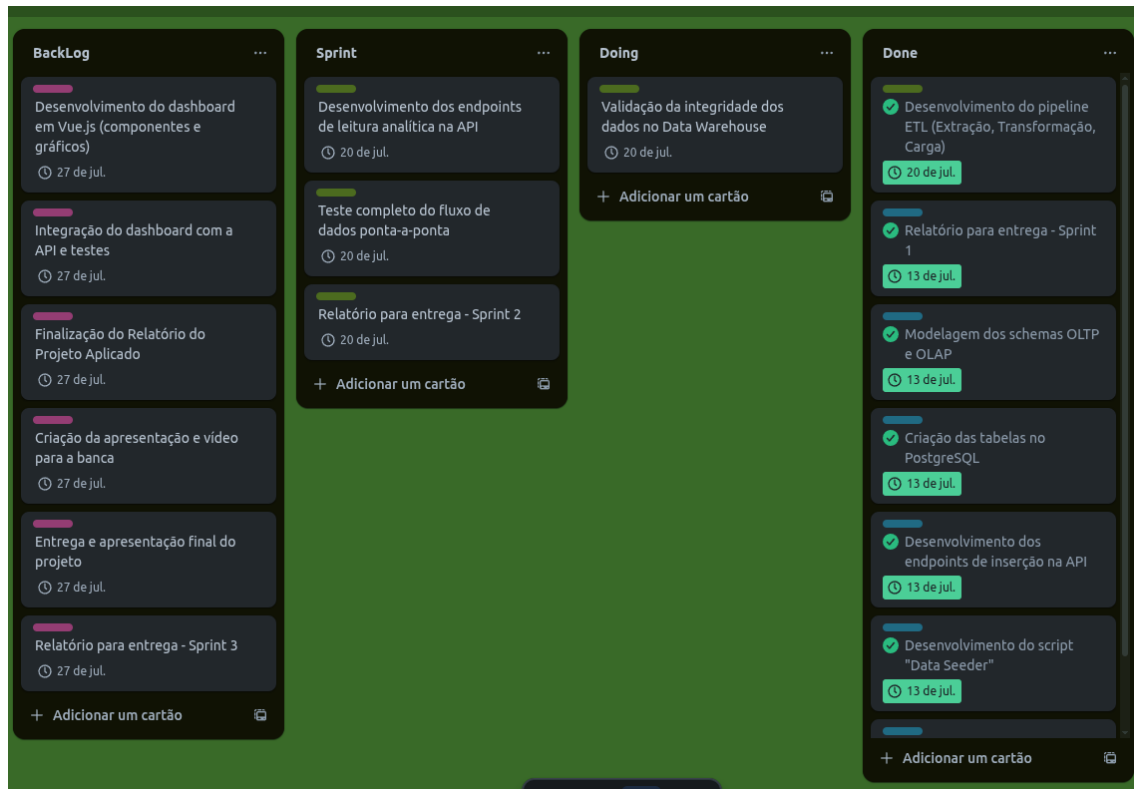 BackLog
Desenvolvimento do dashboard
em Vue.js (componentes e
gráficos)
27 de jul.
Integração do dashboard com a
API e testes
27 de jul.
Finalização do Relatório do
Projeto Aplicado
27 de jul.
Criação da apresentação e vídeo
para a banca
27 de jul.
Entrega e apresentação final do
projeto
27 de jul.
Relatório para entrega - Sprint 3
27 de jul.
Adicionar um cartão
Sprint
Desenvolvimento dos endpoints
de leitura analítica na API
20 de jul.
Teste completo do fluxo de
dados ponta-a-ponta
20 de jul.
Relatório para entrega - Sprint 2
20 de jul.
Adicionar um cartão
Doing
Validação da integridade dos
dados no Data Warehouse
20 de jul.
Adicionar um cartão
Done
Desenvolvimento do pipeline
ETL (Extração, Transformação,
Carga)
20 de jul.
Relatório para entrega - Sprint
1
13 de jul.
Modelagem dos schemas OLTP
e OLAP
13 de jul.
Criação das tabelas no
PostgreSQL
13 de jul.
Desenvolvimento dos
endpoints de inserção na API
13 de jul.
Desenvolvimento do script
"Data Seeder"
13 de jul.
Adicionar um cartão